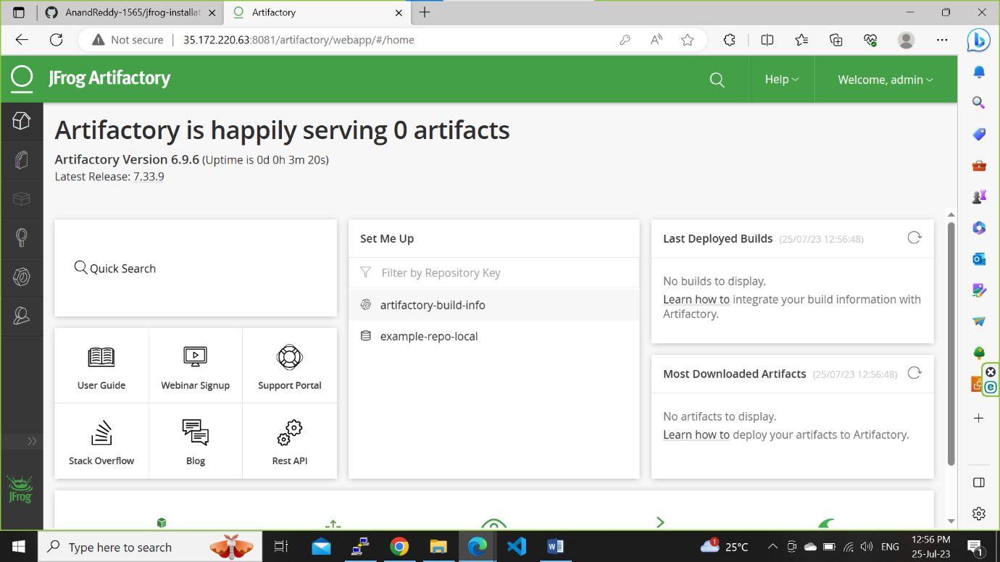 AnandReddy-1565/jfrog-installat
Artifactory
Not secure
35.172.220.63:8081/artifactory/webapp/#/home
JFrog Artifactory
Help
Welcome, admin
Artifactory is happily serving 0 artifacts
Artifactory Version 6.9.6 (Uptime is 0d 0h 3m 20s)
Latest Release: 7.33.9
Quick Search
User Guide
Webinar Signup
Support Portal
Stack Overflow
Blog
Rest API
Set Me Up
Filter by Repository Key
artifactory-build-info
example-repo-local
Last Deployed Builds (25/07/23 12:56:48)
No builds to display.
Learn how to integrate your build information with
Artifactory.
Most Downloaded Artifacts (25/07/23 12:56:48)
No artifacts to display.
Learn how to deploy your artifacts to Artifactory.
JFrog
Type here to search
1
25°C
ENG
12:56 PM
25-Jul-23
1